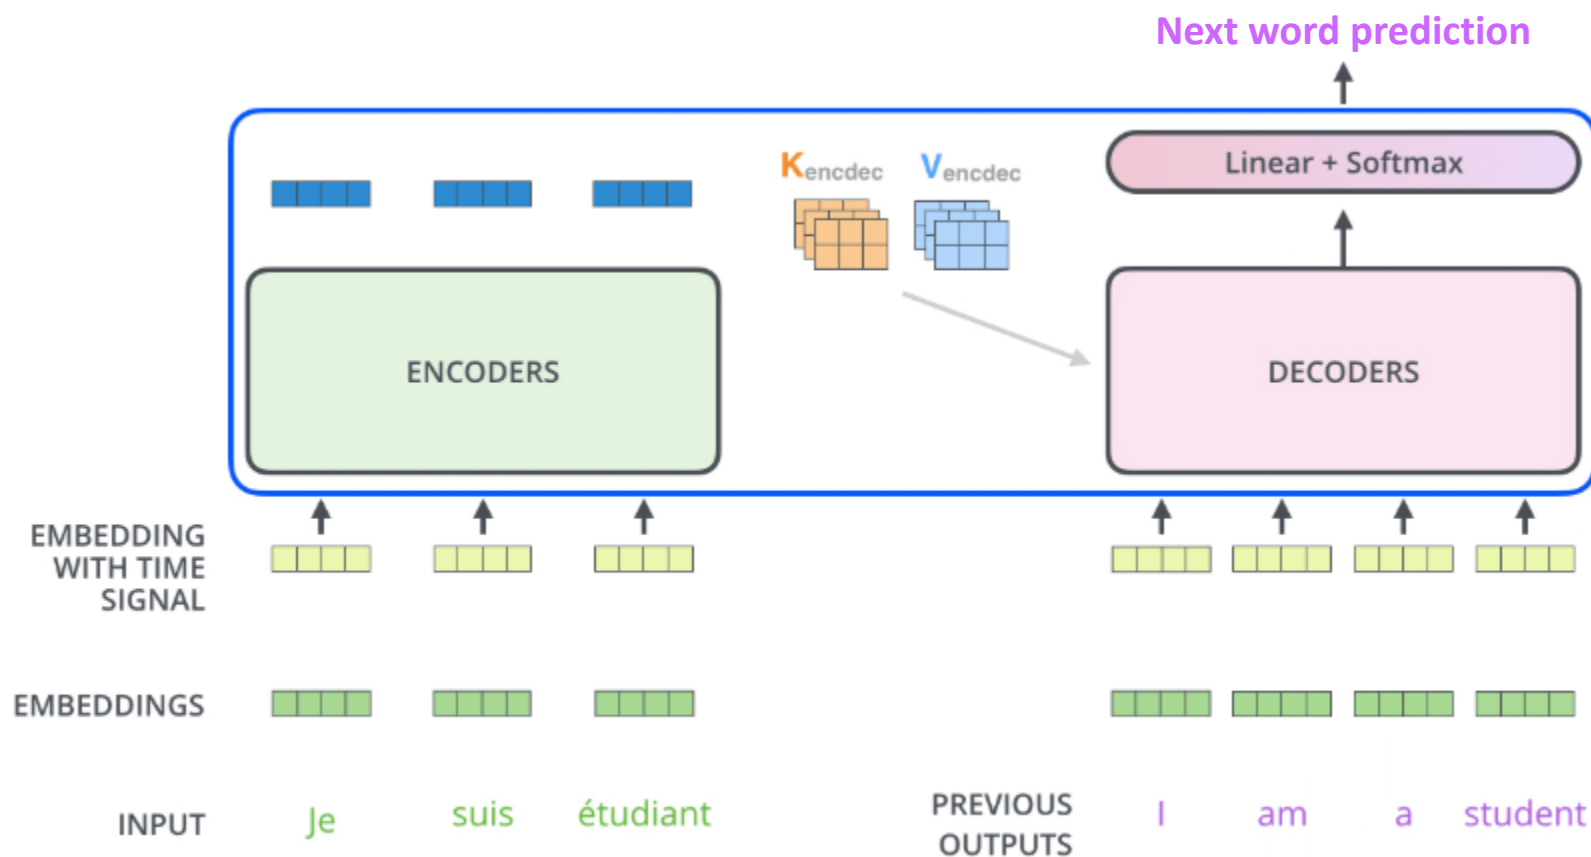 Next word prediction
Kencdec Vencdec
Linear + Softmax
ENCODERS
DECODERS
EMBEDDING
WITH TIME
SIGNAL
EMBEDDINGS
INPUT Je suis étudiant
PREVIOUS
OUTPUTS
I am a student